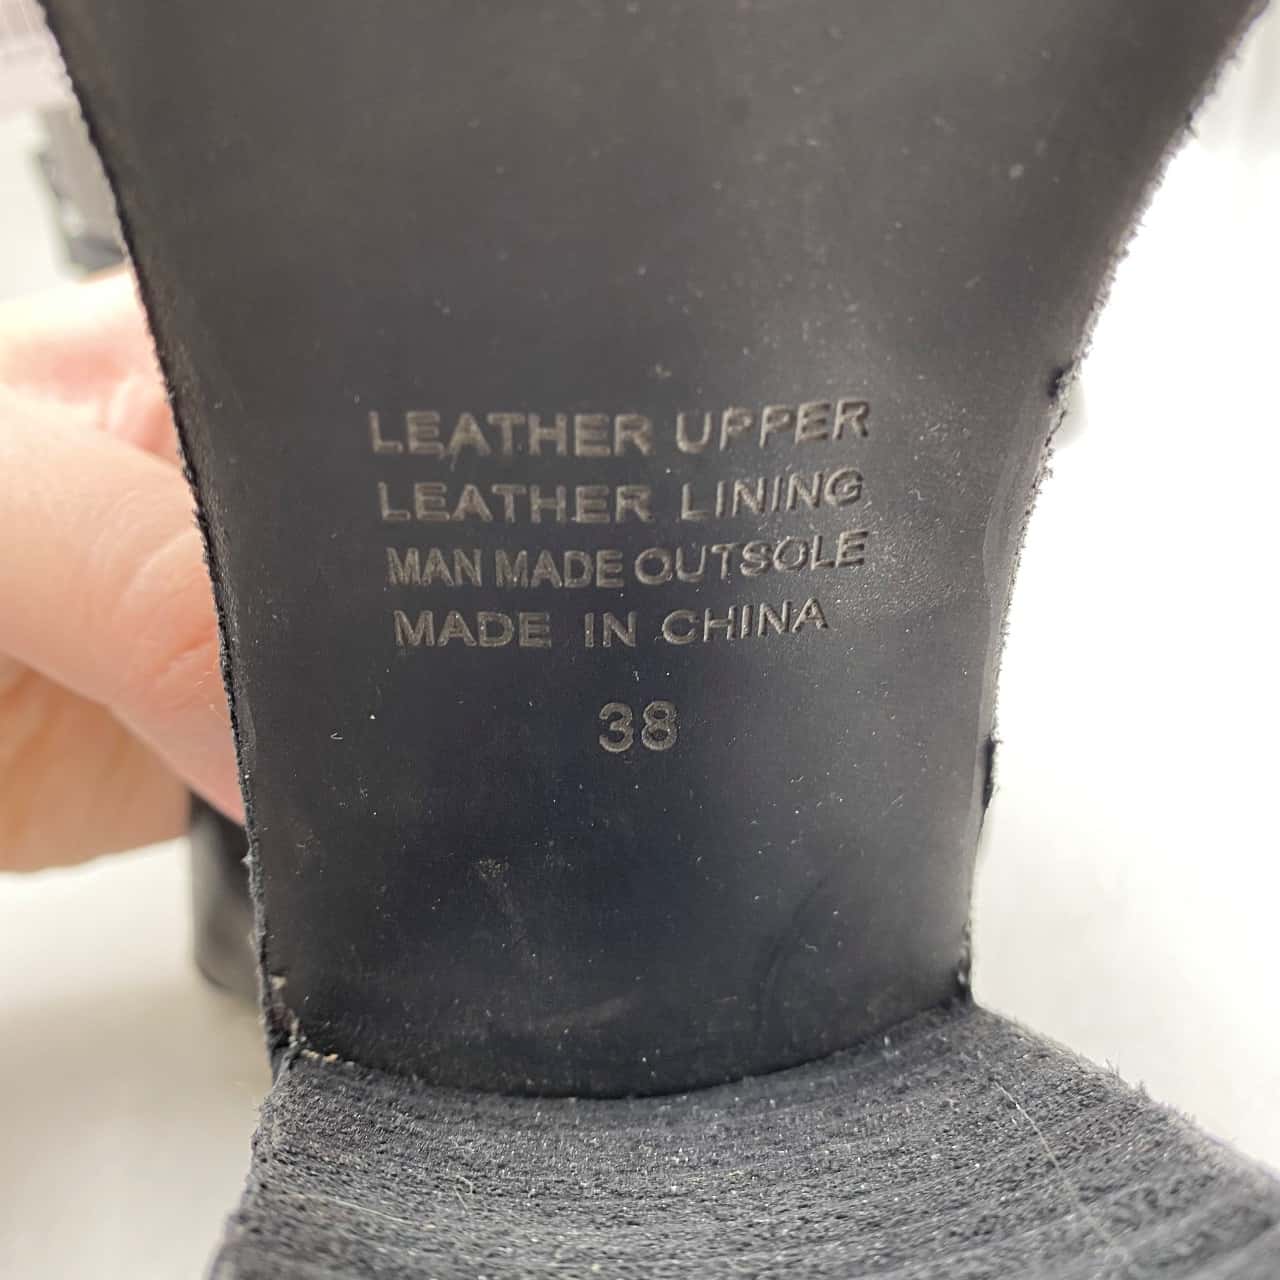 LEATHER UPPER
LEATHER LINING
MAN MADE OUTSOLE
MADE IN CHINA
38